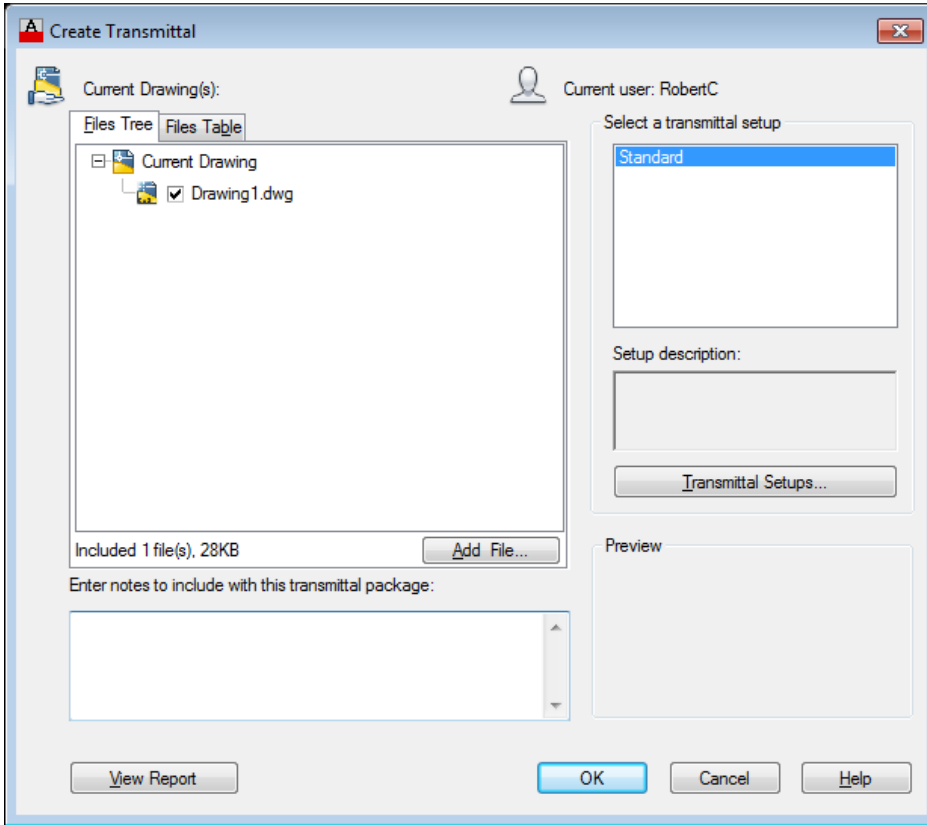 A Create Transmittal
Current Drawing(s):
Current user: RobertC
Files Tree Files Table
Select a transmittal setup
Current Drawing
Standard
Drawing1.dwg
Setup description:
Transmittal Setups...
Included 1 file(s), 28KB
Add File...
Preview
Enter notes to include with this transmittal package:
View Report
OK
Cancel
Help